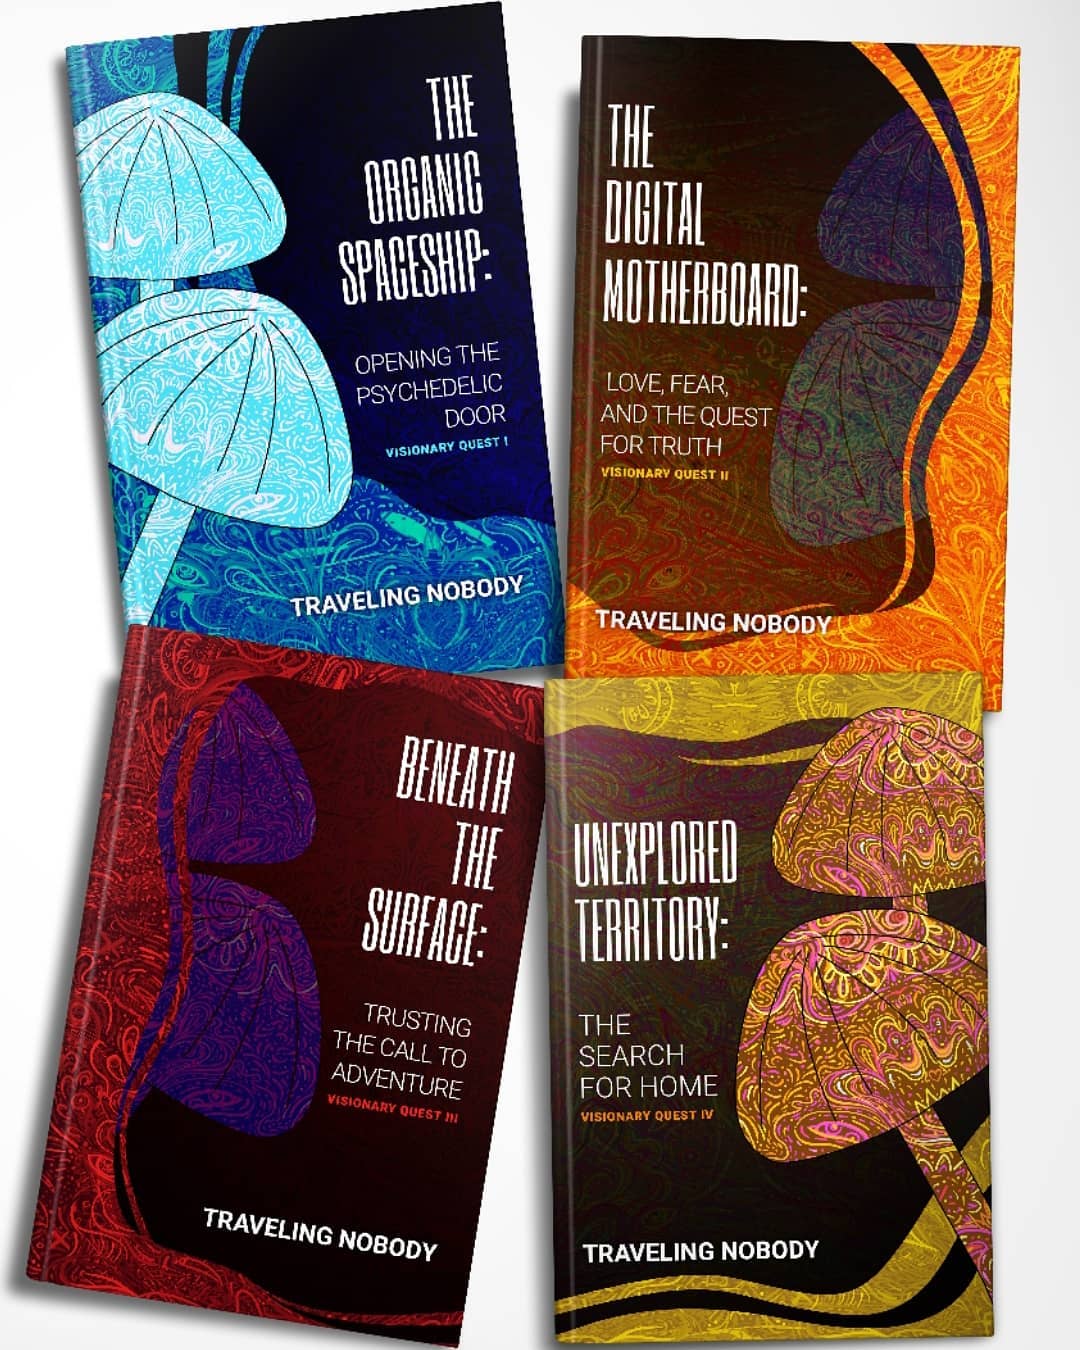 THE
ORGANIC
SPACESHIP:
OPENING THE
PSYCHEDELIC
DOOR
VISIONARY QUEST I
TRAVELING NOBODY
THE
DIGITAL
MOTHERBOARD:
LOVE, FEAR,
AND THE QUEST
FOR TRUTH
VISIONARY QUEST II
TRAVELING NOBODY
BENEATH
THE
SURFACE:
TRUSTING
THE CALL TO
ADVENTURE
VISIONARY QUEST III
TRAVELING NOBODY
UNEXPLORED
TERRITORY:
THE
SEARCH
FOR HOME
VISIONARY QUEST IV
TRAVELING NOBODY